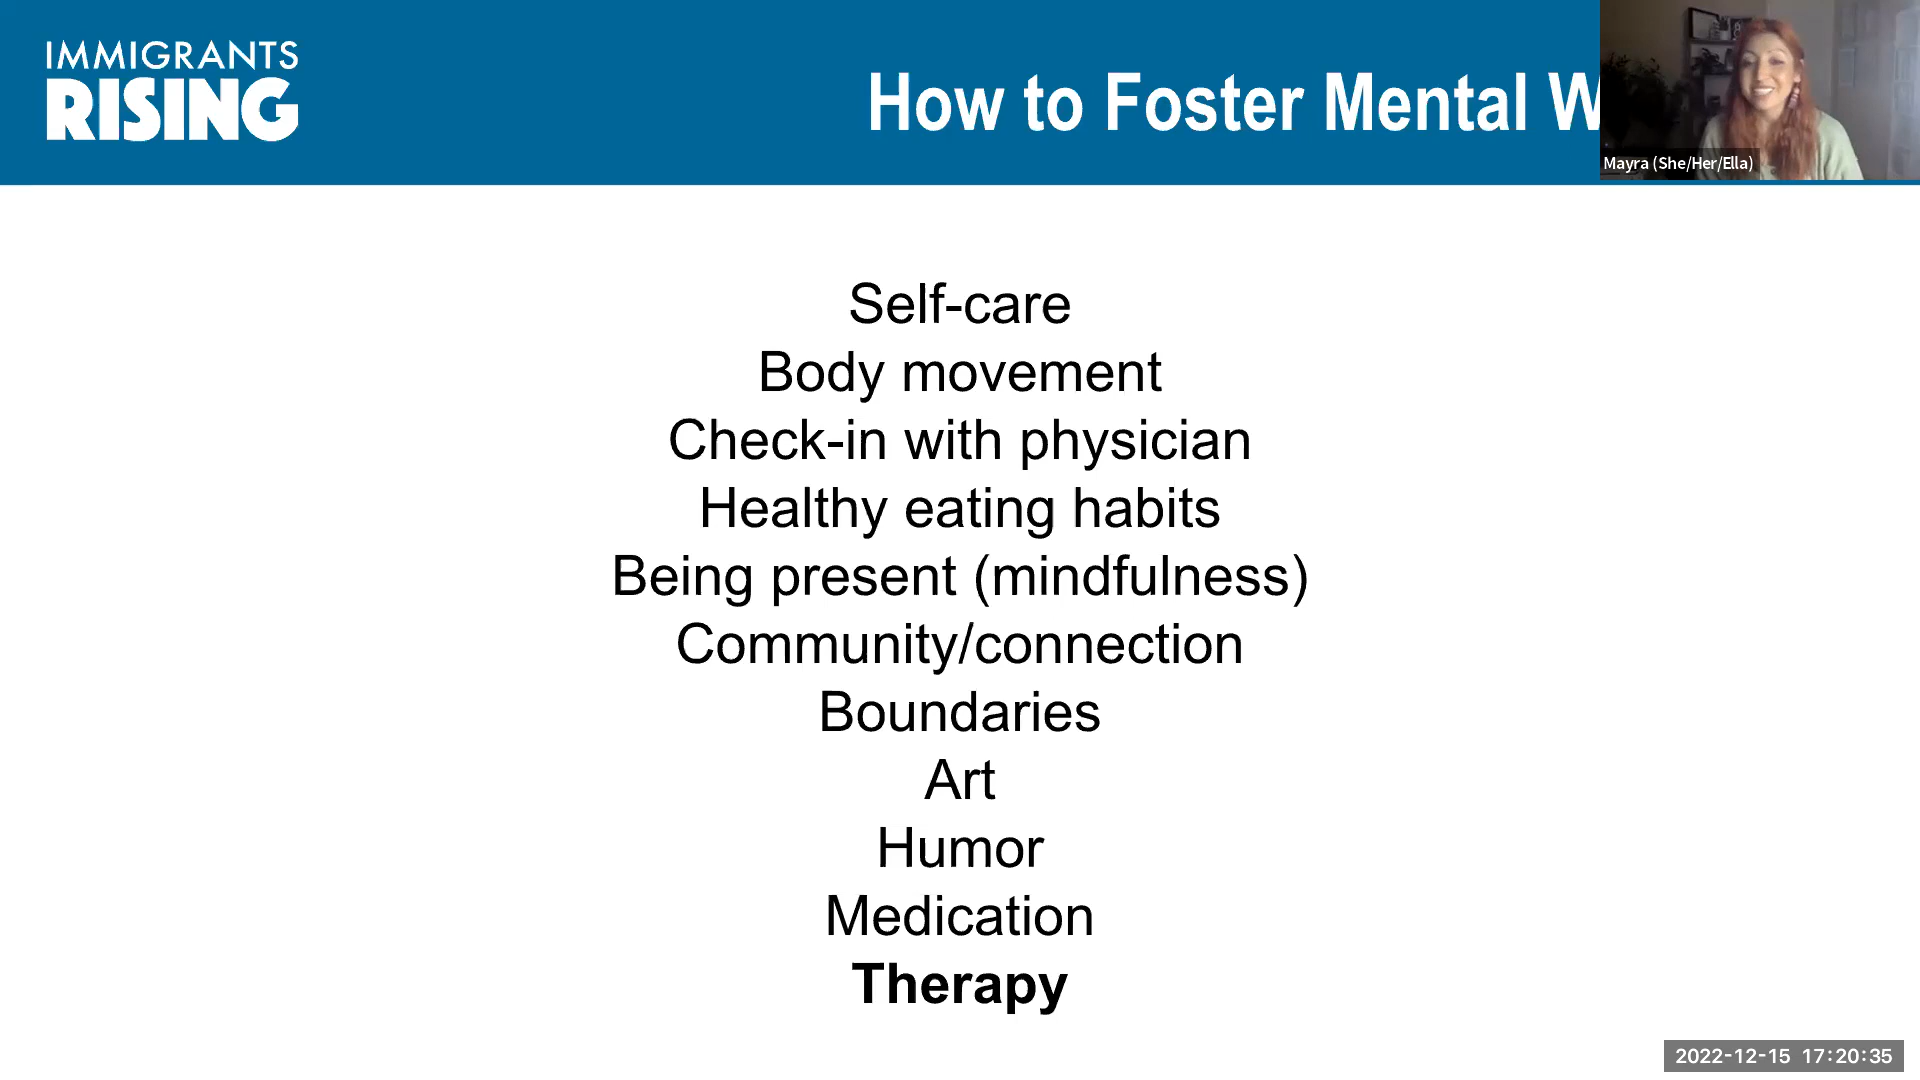 IMMIGRANTS
RISING
How to Foster Mental W
Mayra (She/Her/Ella)
Self-care
Body movement
Check-in with physician
Healthy eating habits
Being present (mindfulness)
Community/connection
Boundaries
Art
Humor
Medication
Therapy
2022-12-15 17:20:35